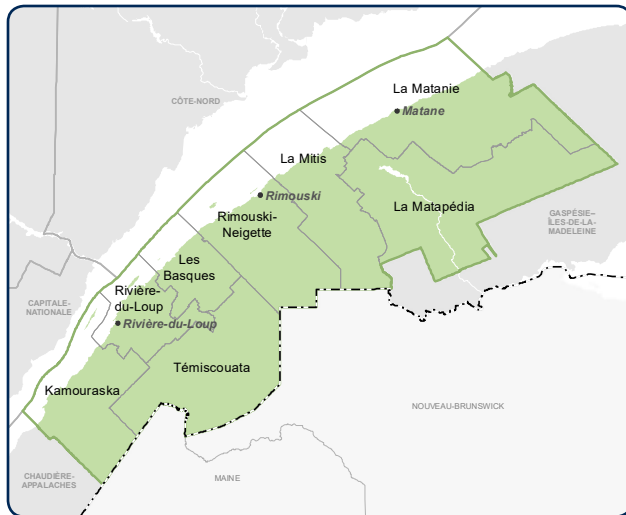 La Matanie
CÔTE-NORD
Matane
La Mitis
Rimouski
La Matapédia
Rimouski-
Neigette
GASPÉSIE–
ÎLES-DE-LA-
MADELEINE
Les
Basques
Rivière-
du-Loup
CAPITALE-
NATIONALE
Rivière-du-Loup
Témiscouata
Kamouraska
NOUVEAU-BRUNSWICK
CHAUDIÈRE-
APPALACHES
MAINE